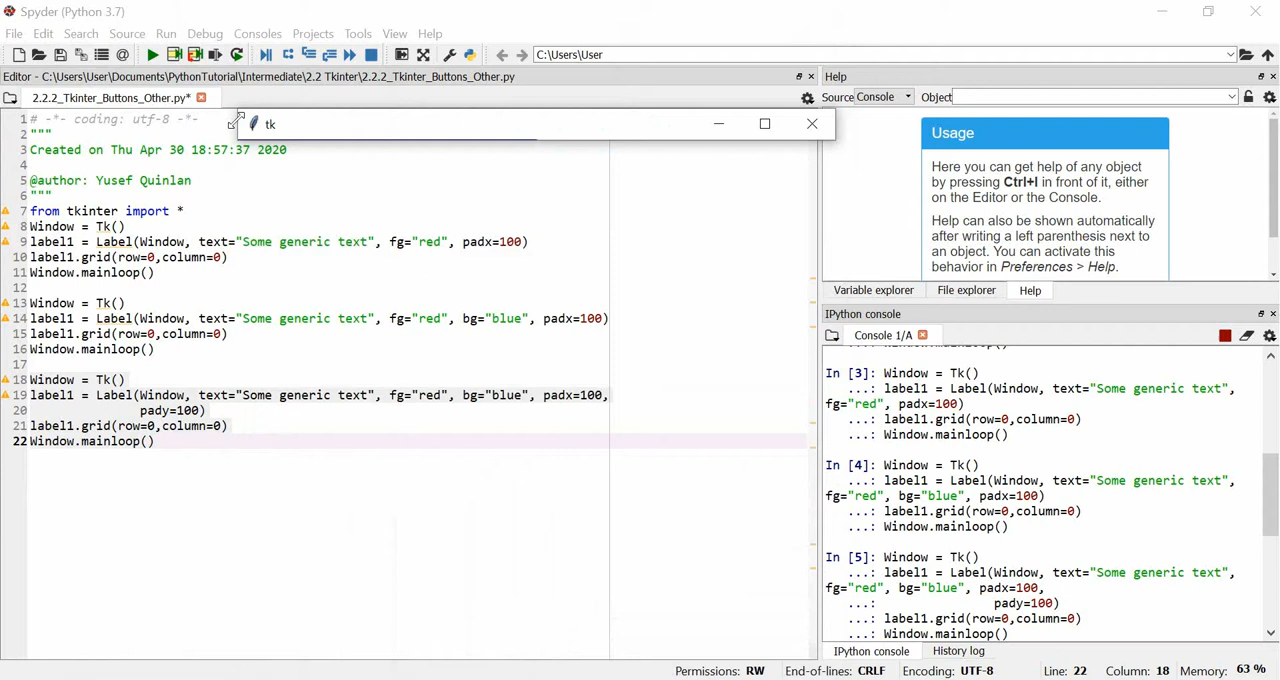 Spyder (Python 3.7)
File Edit Search Source Run Debug Consoles Projects Tools View Help
C:\Users\User
Editor - C:\Users\User\Documents\PythonTutorial\Intermediate\2.2 Tkinter\2.2.2_Tkinter_Buttons_Other.py
Help
2.2.2_Tkinter_Buttons_Other.py*
Source Console Object
tk
1 # -*- coding: utf-8 -*-
2 """
3 Created on Thu Apr 30 18:57:37 2020
4
5 @author: Yusef Quinlan
6 """
7 from tkinter import *
8 Window = Tk()
9 label1 = Label(Window, text="Some generic text", fg="red", padx=100)
10 label1.grid(row=0,column=0)
11 Window.mainloop()
12
13 Window = Tk()
14 label1 = Label(Window, text="Some generic text", fg="red", bg="blue", padx=100)
15 label1.grid(row=0,column=0)
16 Window.mainloop()
17
18 Window = Tk()
19 label1 = Label(Window, text="Some generic text", fg="red", bg="blue", padx=100,
20 pady=100)
21 label1.grid(row=0,column=0)
22 Window.mainloop()
Usage
Here you can get help of any object
by pressing Ctrl+I in front of it, either
on the Editor or the Console.
Help can also be shown automatically
after writing a left parenthesis next to
an object. You can activate this
behavior in Preferences > Help.
Variable explorer File explorer Help
IPython console
Console 1/A
In [3]: Window = Tk()
...: label1 = Label(Window, text="Some generic text",
fg="red", padx=100)
...: label1.grid(row=0,column=0)
...: Window.mainloop()
In [4]: Window = Tk()
...: label1 = Label(Window, text="Some generic text",
fg="red", bg="blue", padx=100)
...: label1.grid(row=0,column=0)
...: Window.mainloop()
In [5]: Window = Tk()
...: label1 = Label(Window, text="Some generic text",
fg="red", bg="blue", padx=100,
...: pady=100)
...: label1.grid(row=0,column=0)
...: Window.mainloop()
IPython console History log
Permissions: RW End-of-lines: CRLF Encoding: UTF-8 Line: 22 Column: 18 Memory: 63 %